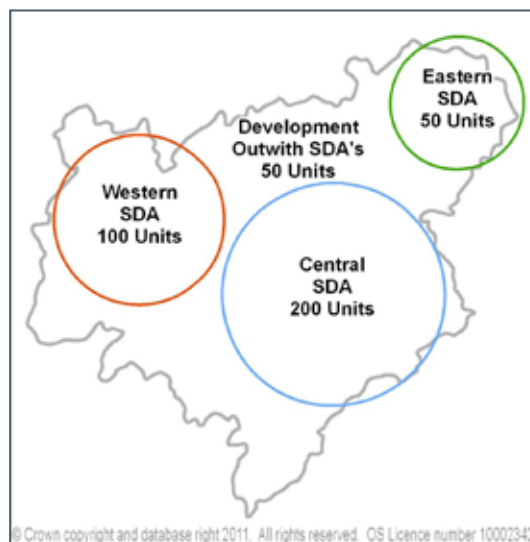 Eastern
SDA
50 Units
Development
Outwith SDA's
50 Units
Western
SDA
100 Units
Central
SDA
200 Units
© Crown copyright and database right 2011. All rights reserved. OS Licence number